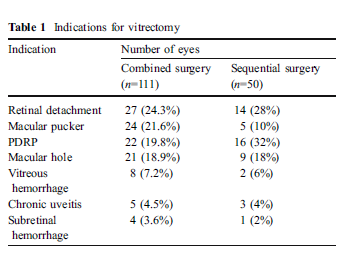 Table 1 Indications for vitrectomy
Indication Number of eyes
Combined surgery Sequential surgery
(n=111) (n=50)
Retinal detachment 27 (24.3%) 14 (28%)
Macular pucker 24 (21.6%) 5 (10%)
PDRP 22 (19.8%) 16 (32%)
Macular hole 21 (18.9%) 9 (18%)
Vitreous 8 (7.2%) 2 (6%)
hemorrhage
Chronic uveitis 5 (4.5%) 3 (4%)
Subretinal 4 (3.6%) 1 (2%)
hemorrhage